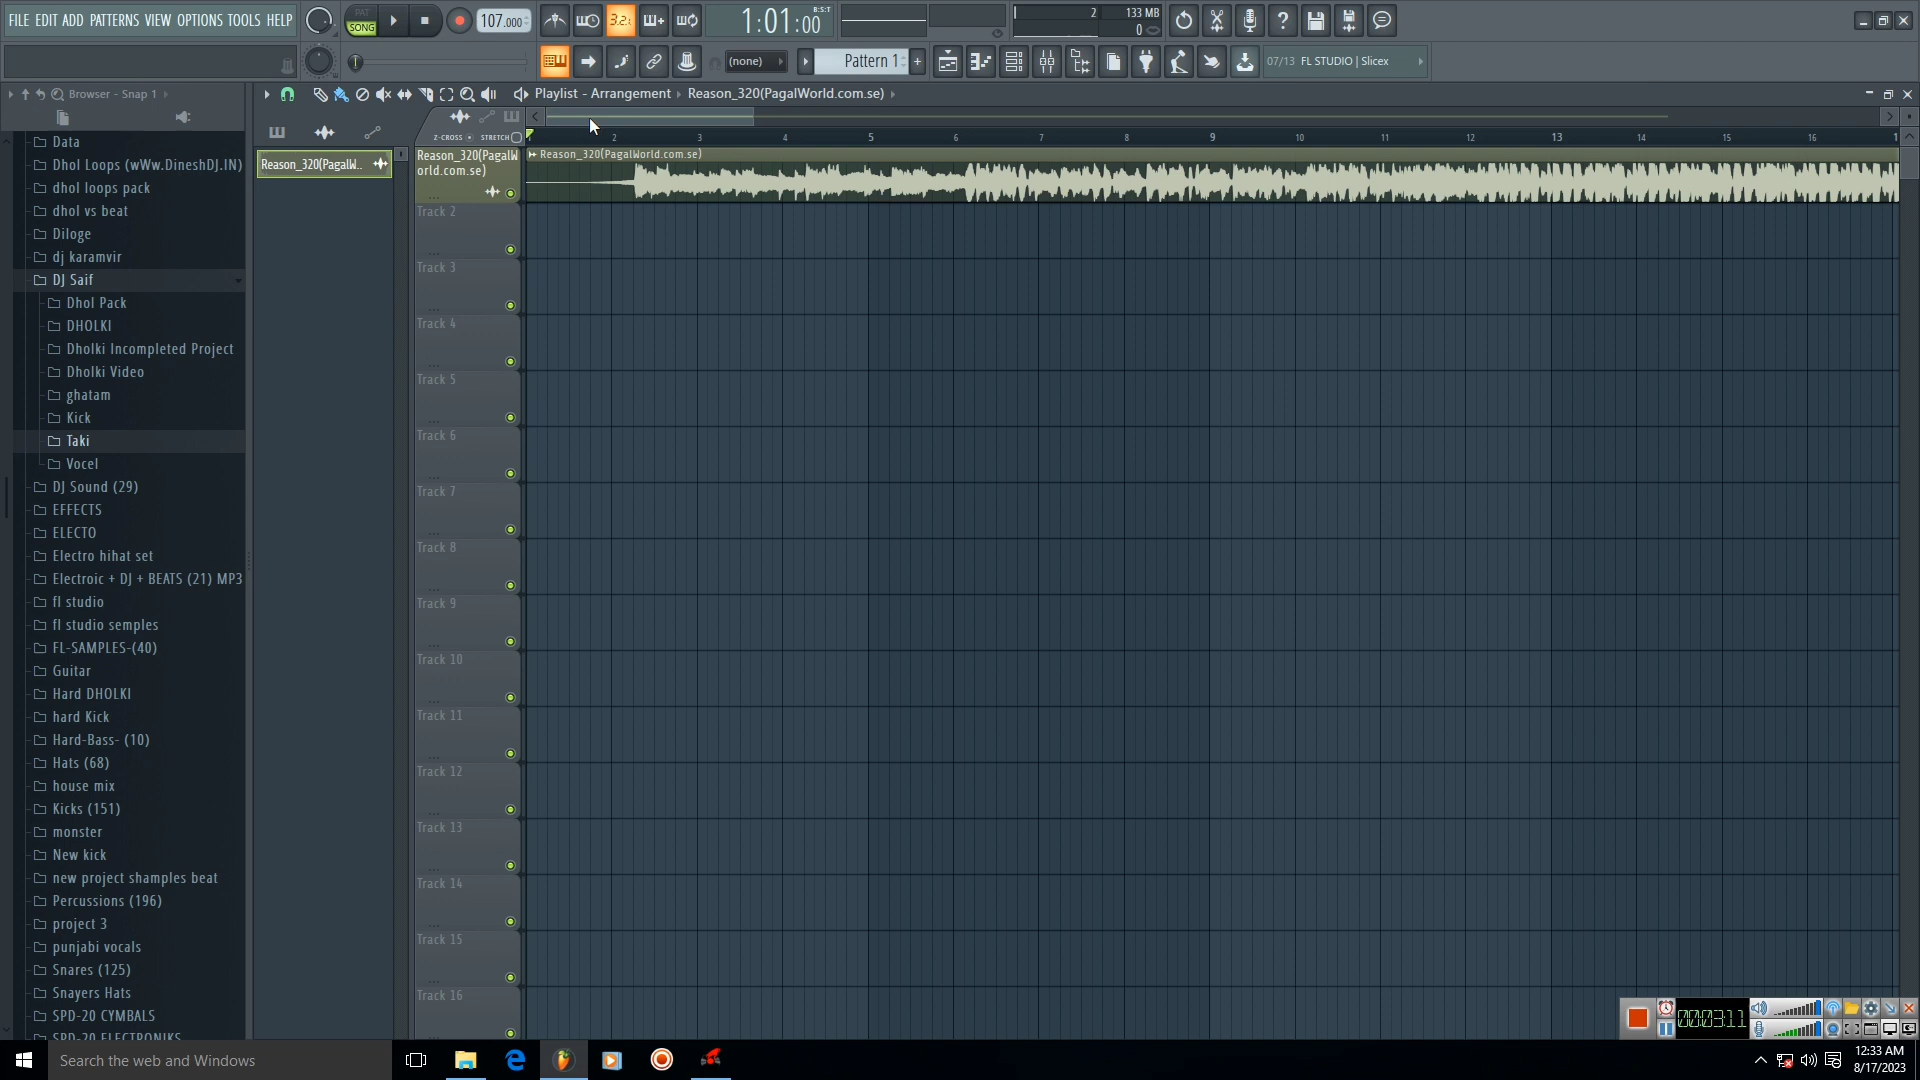 FILE EDIT ADD PATTERNS VIEW OPTIONS TOOLS HELP
PAT
SONG
107.000
3.2.
1:01:00
B:S:T
2
133 MB
0
(none)
Pattern 1
07/13 FL STUDIO | Slicex
Browser - Snap 1
Playlist - Arrangement
Reason_320(PagalWorld.com.se)
Z-CROSS
STRETCH
2 3 4 5 6 7 8 9 10 11 12 13 14 15 16
Reason_320(PagalW..
Reason_320(PagalW
orld.com.se)
Reason_320(PagalWorld.com.se)
Data
Dhol Loops (wWw.DineshDJ.IN)
dhol loops pack
dhol vs beat
Diloge
dj karamvir
DJ Saif
Dhol Pack
DHOLKI
Dholki Incompleted Project
Dholki Video
ghatam
Kick
Taki
Vocel
DJ Sound (29)
EFFECTS
ELECTO
Electro hihat set
Electroic + DJ + BEATS (21) MP3
fl studio
fl studio semples
FL-SAMPLES-(40)
Guitar
Hard DHOLKI
hard Kick
Hard-Bass- (10)
Hats (68)
house mix
Kicks (151)
monster
New kick
new project shamples beat
Percussions (196)
project 3
punjabi vocals
Snares (125)
Snayers Hats
SPD-20 CYMBALS
SPD-20 ELECTRONIKS
Track 2
Track 3
Track 4
Track 5
Track 6
Track 7
Track 8
Track 9
Track 10
Track 11
Track 12
Track 13
Track 14
Track 15
Track 16
00:03:11
Search the web and Windows
12:33 AM
8/17/2023